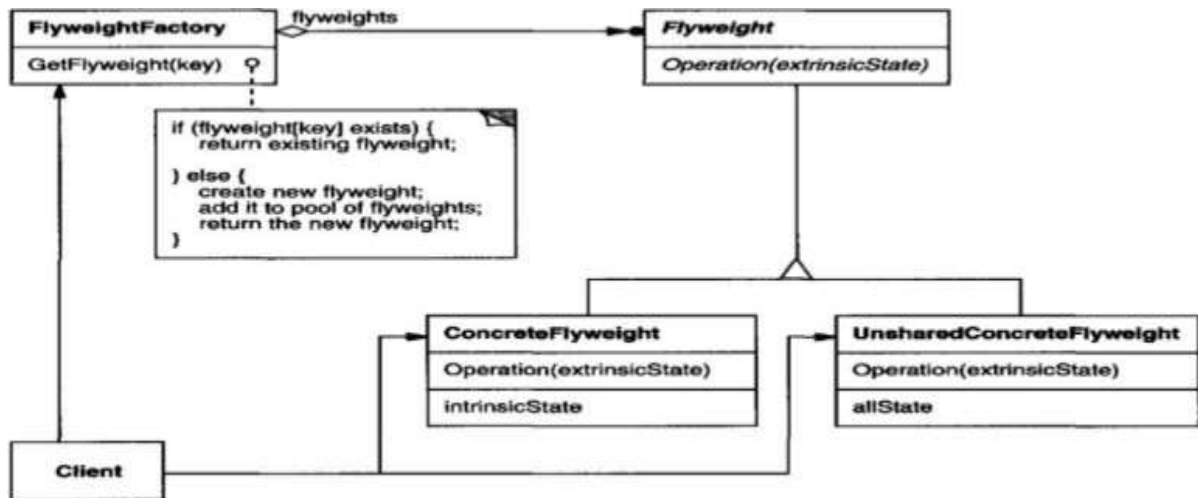 flyweights
FlyweightFactory
GetFlyweight(key)
Flyweight
Operation(extrinsicState)
if (flyweight[key] exists) {
return existing flyweight;
} else {
create new flyweight;
add it to pool of flyweights;
return the new flyweight;
}
ConcreteFlyweight
Operation(extrinsicState)
intrinsicState
UnsharedConcreteFlyweight
Operation(extrinsicState)
allState
Client